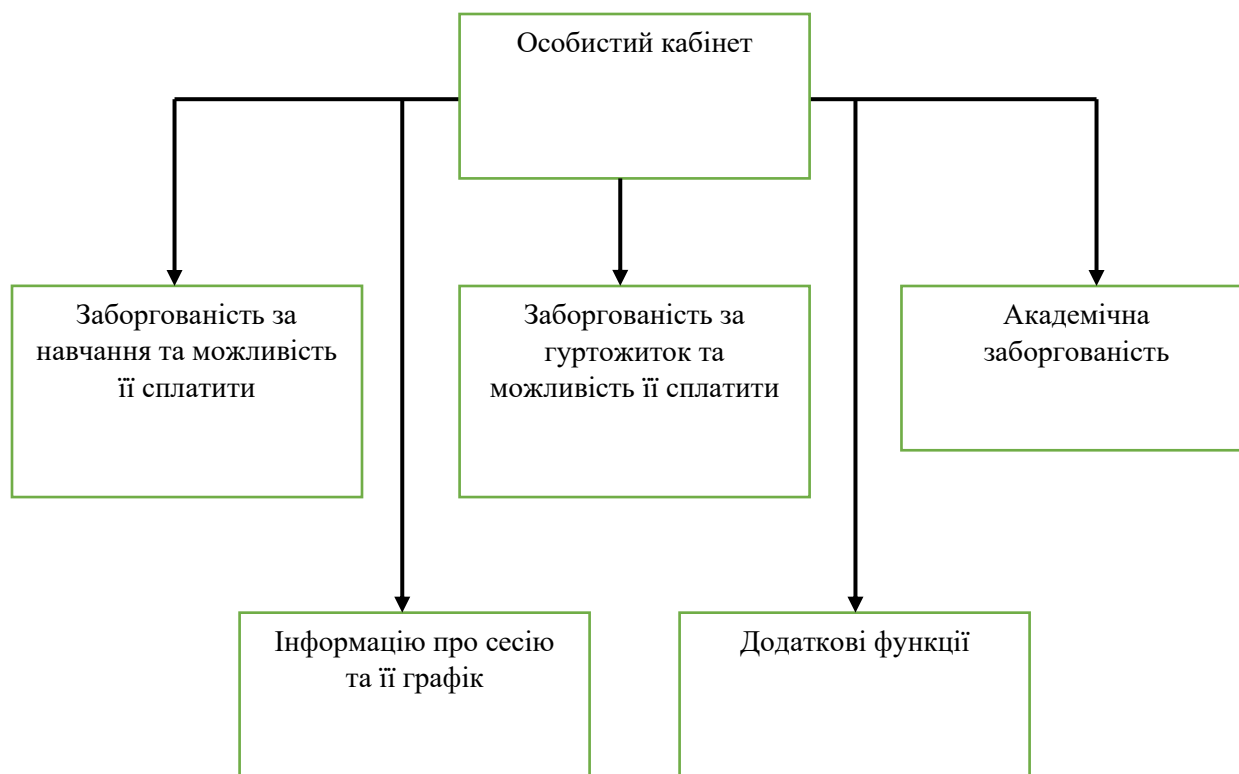 Особистий кабінет
Заборгованість за
навчання та можливість
її сплатити
Заборгованість за
гуртожиток та
можливість її сплатити
Академічна
заборгованість
Інформацію про сесію
та її графік
Додаткові функції